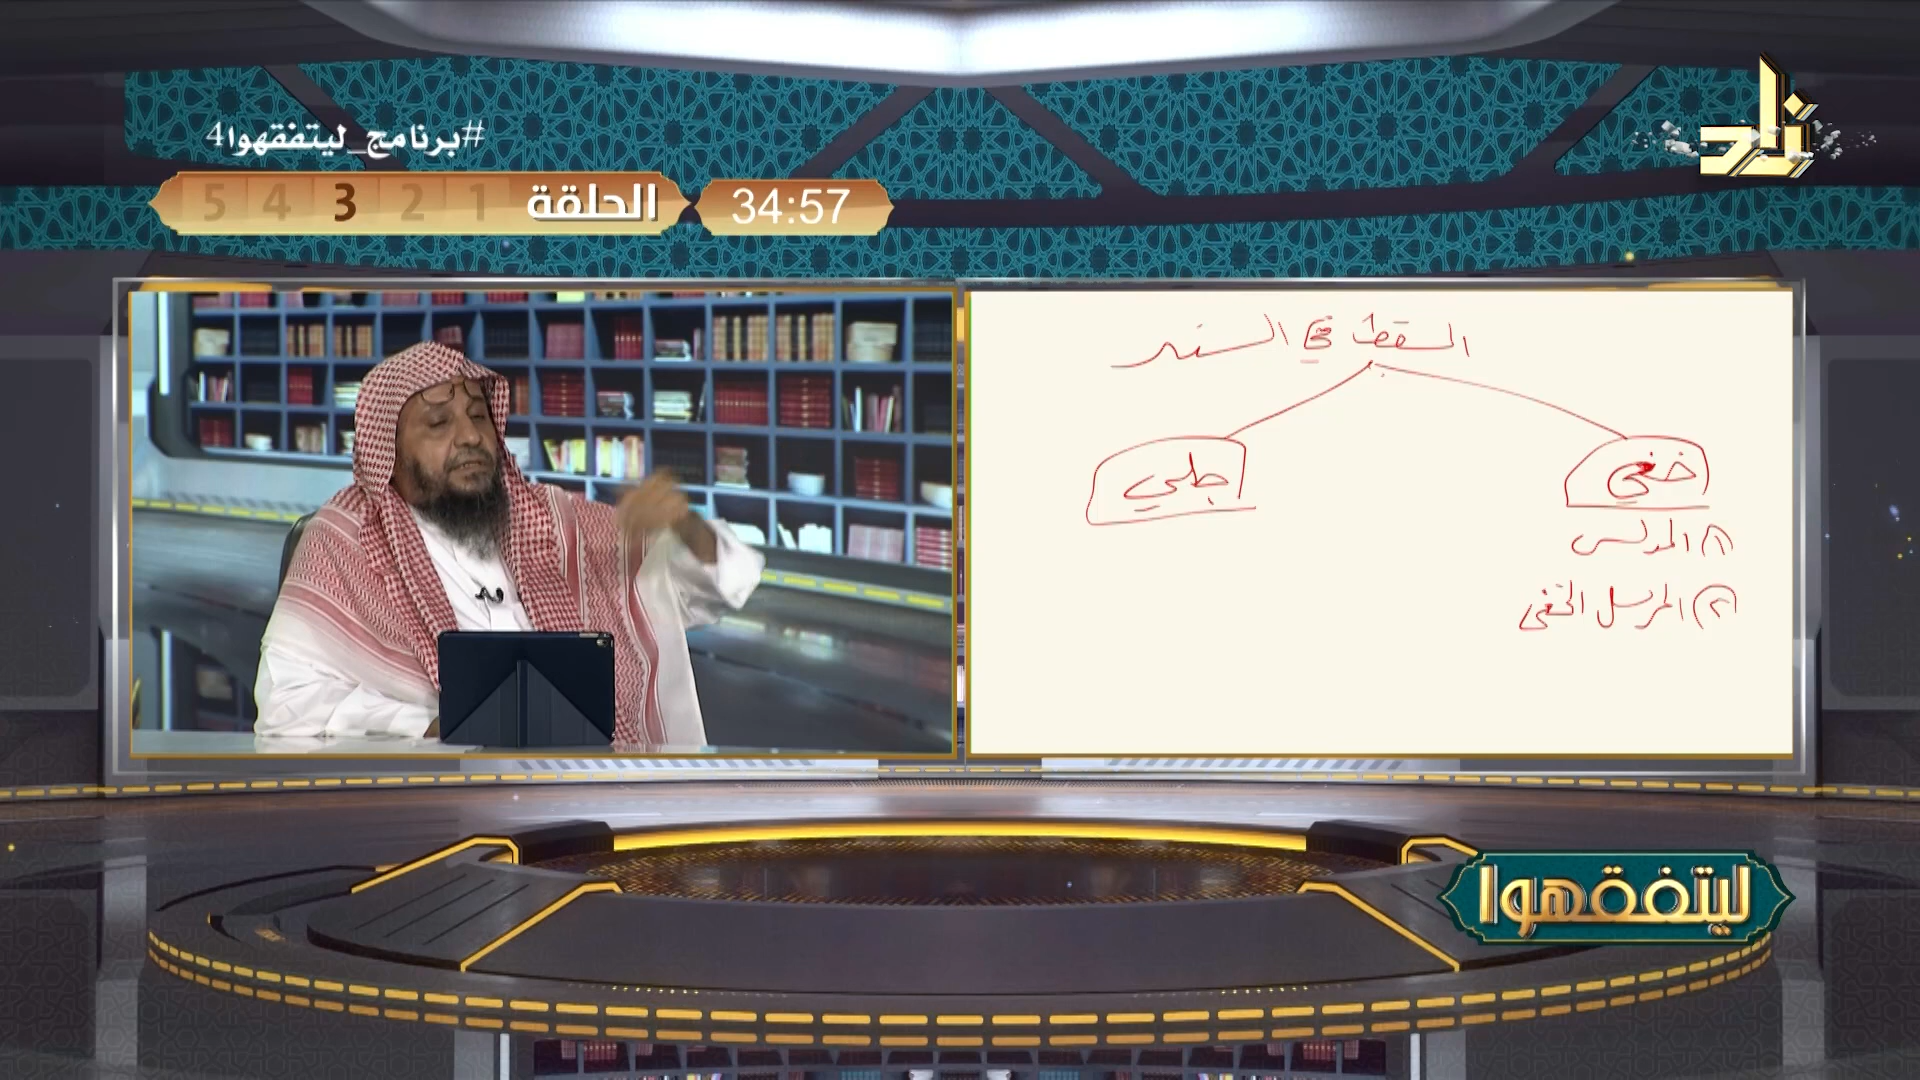 زاد
#برنامج_ليتفقهوا4
الحلقة 1 2 3 4 5
34:57
السقط في السند
خفي
جلي
١) المدلس
٢) المرسل الخفي
ليتفقهوا